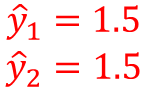 ŷ₁ = 1.5
ŷ₂ = 1.5